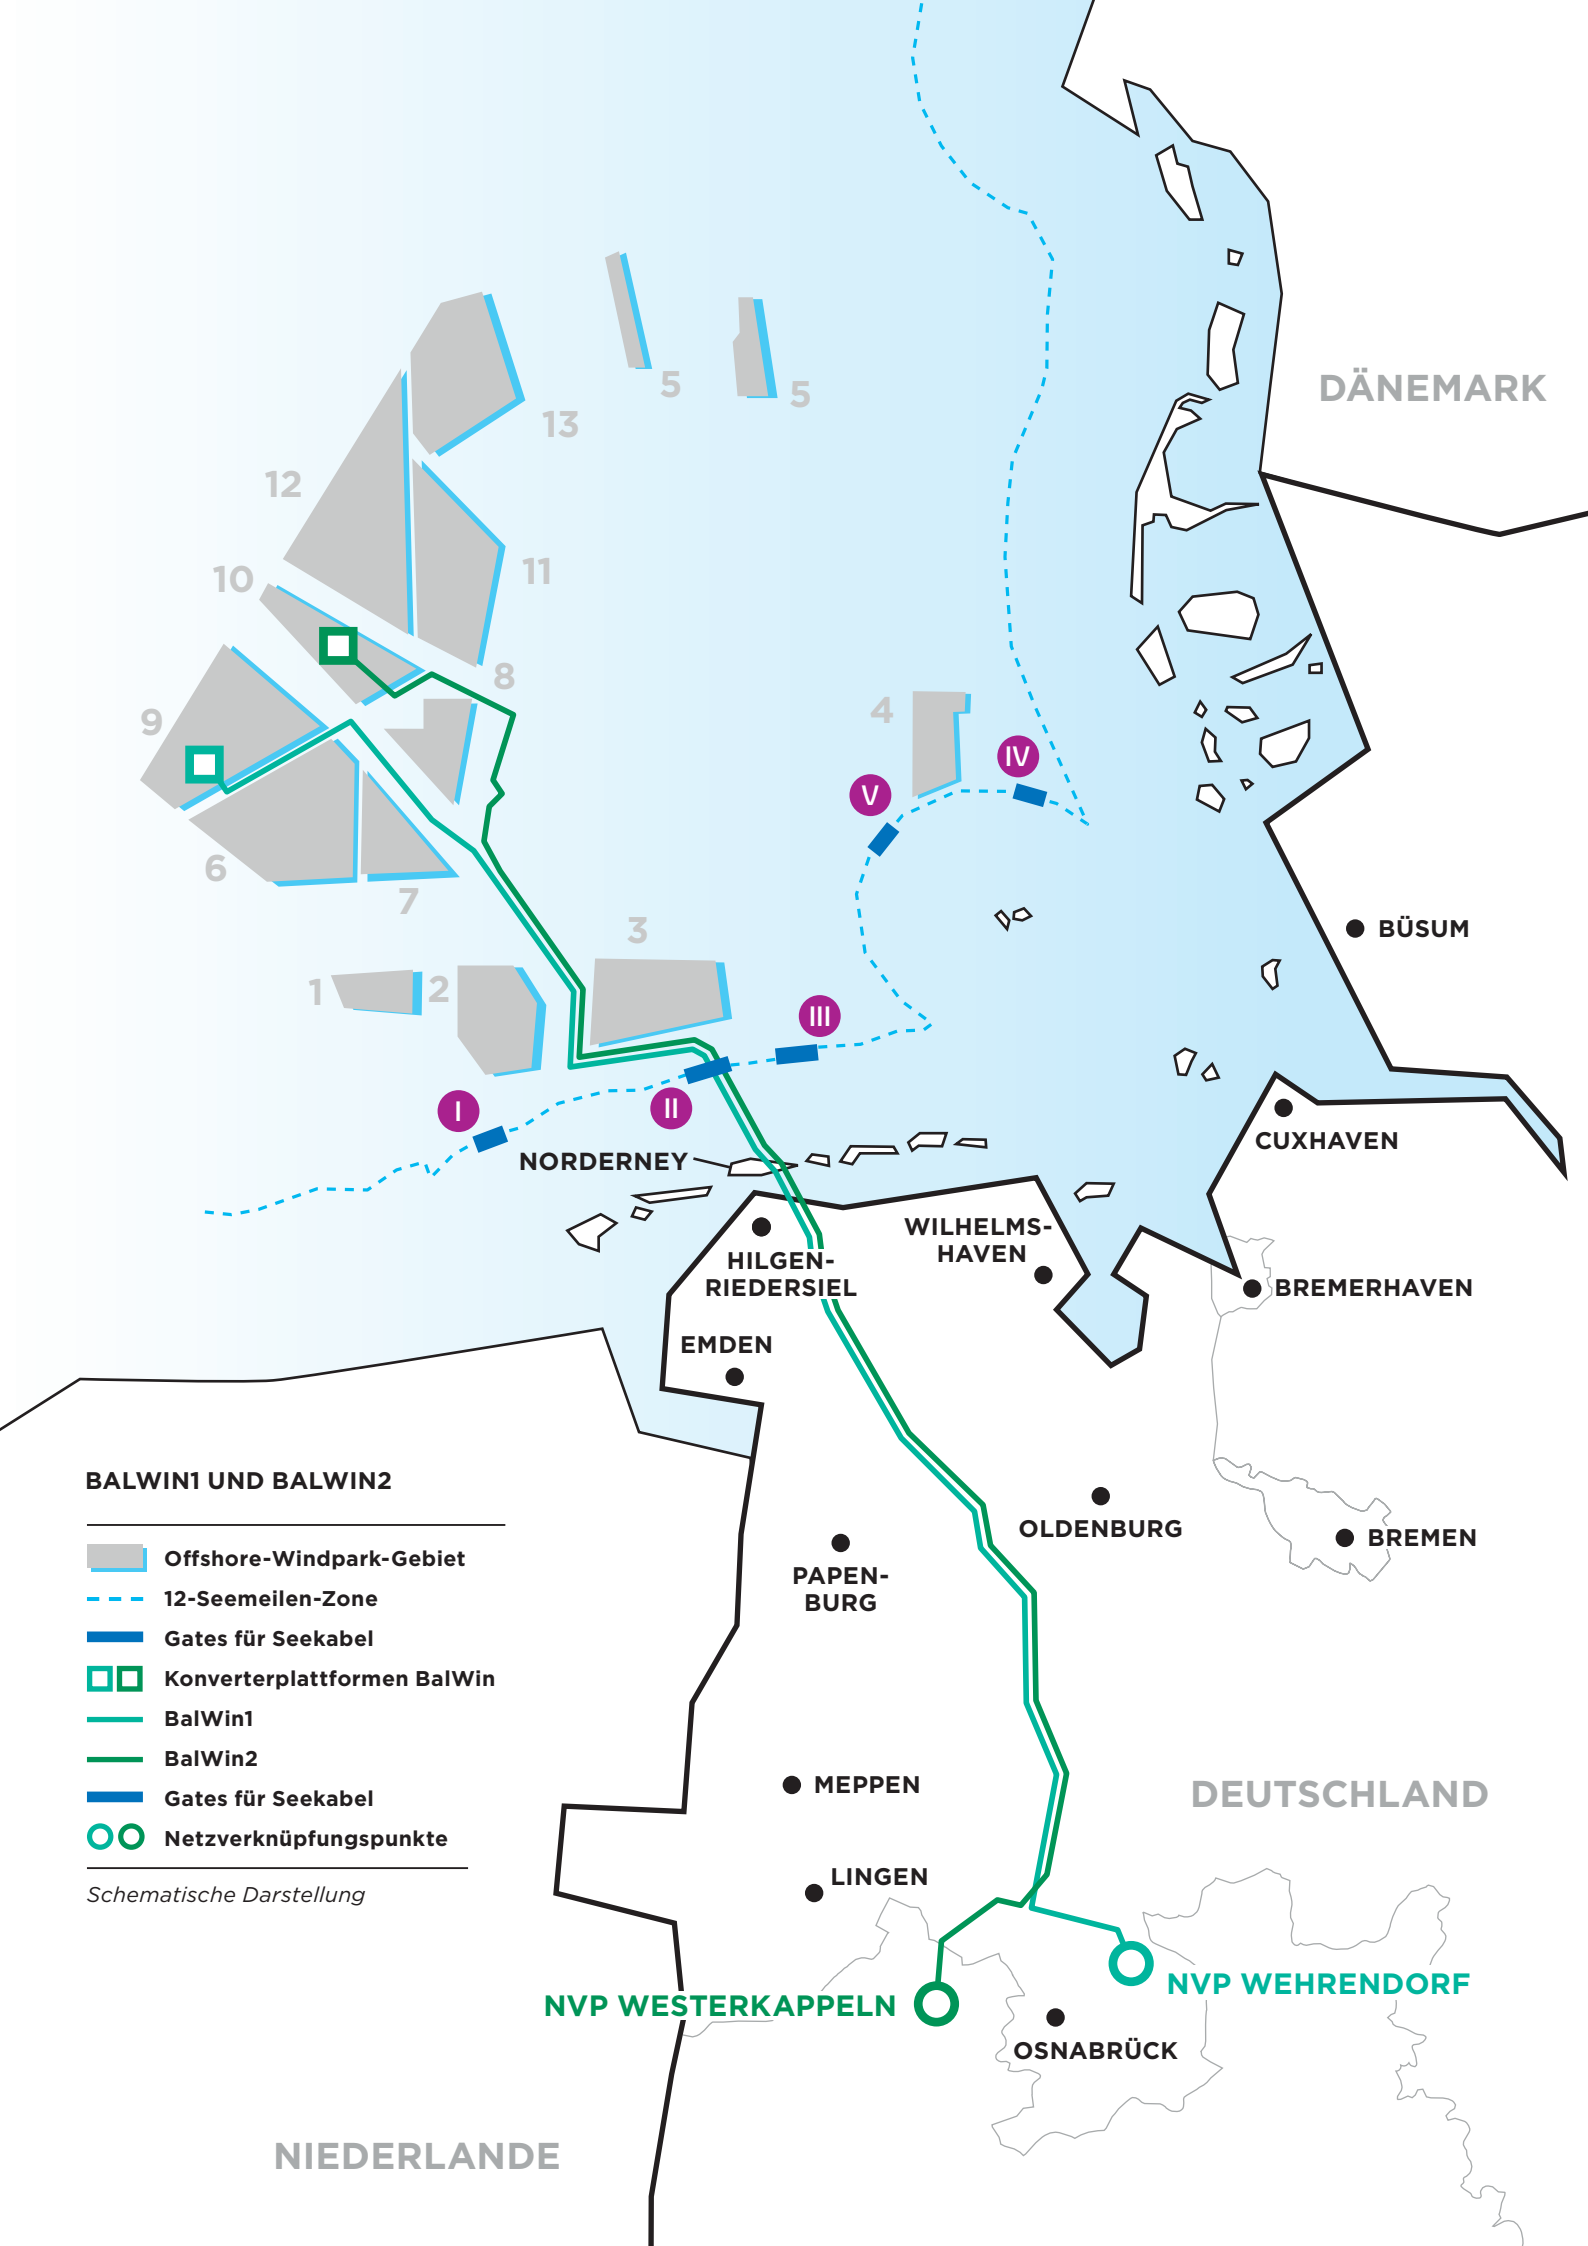 DÄNEMARK
5
5
13
12
11
10
8
9
4
IV
V
6
7
3
BÜSUM
1
2
III
I
II
CUXHAVEN
NORDERNEY
WILHELMS-
HAVEN
HILGEN-
RIEDERSIEL
BREMERHAVEN
EMDEN
BALWIN1 UND BALWIN2
OLDENBURG
BREMEN
PAPEN-
BURG
Offshore-Windpark-Gebiet
12-Seemeilen-Zone
Gates für Seekabel
Konverterplattformen BalWin
BalWin1
BalWin2
Gates für Seekabel
Netzverknüpfungspunkte
Schematische Darstellung
MEPPEN
DEUTSCHLAND
LINGEN
NVP WEHRENDORF
NVP WESTERKAPPELN
OSNABRÜCK
NIEDERLANDE